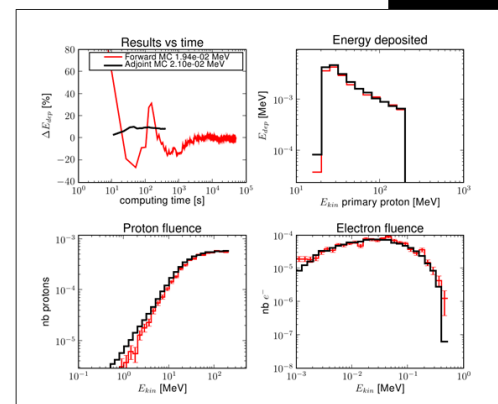 Results vs time
80
60
40
20
0
−20
−40
ΔE_dep [%]
Forward MC 1.94e-02 MeV
Adjoint MC 2.10e-02 MeV
10^0 10^1 10^2 10^3 10^4 10^5
computing time [s]
Energy deposited
10^-3
10^-4
E_dep [MeV]
10^1 10^2 10^3
E_kin primary proton [MeV]
Proton fluence
10^-3
10^-4
10^-5
nb protons
10^-1 10^0 10^1 10^2
E_kin [MeV]
Electron fluence
10^-4
10^-5
10^-6
10^-7
10^-8
nb e^-
10^-3 10^-2 10^-1 10^0
E_kin [MeV]